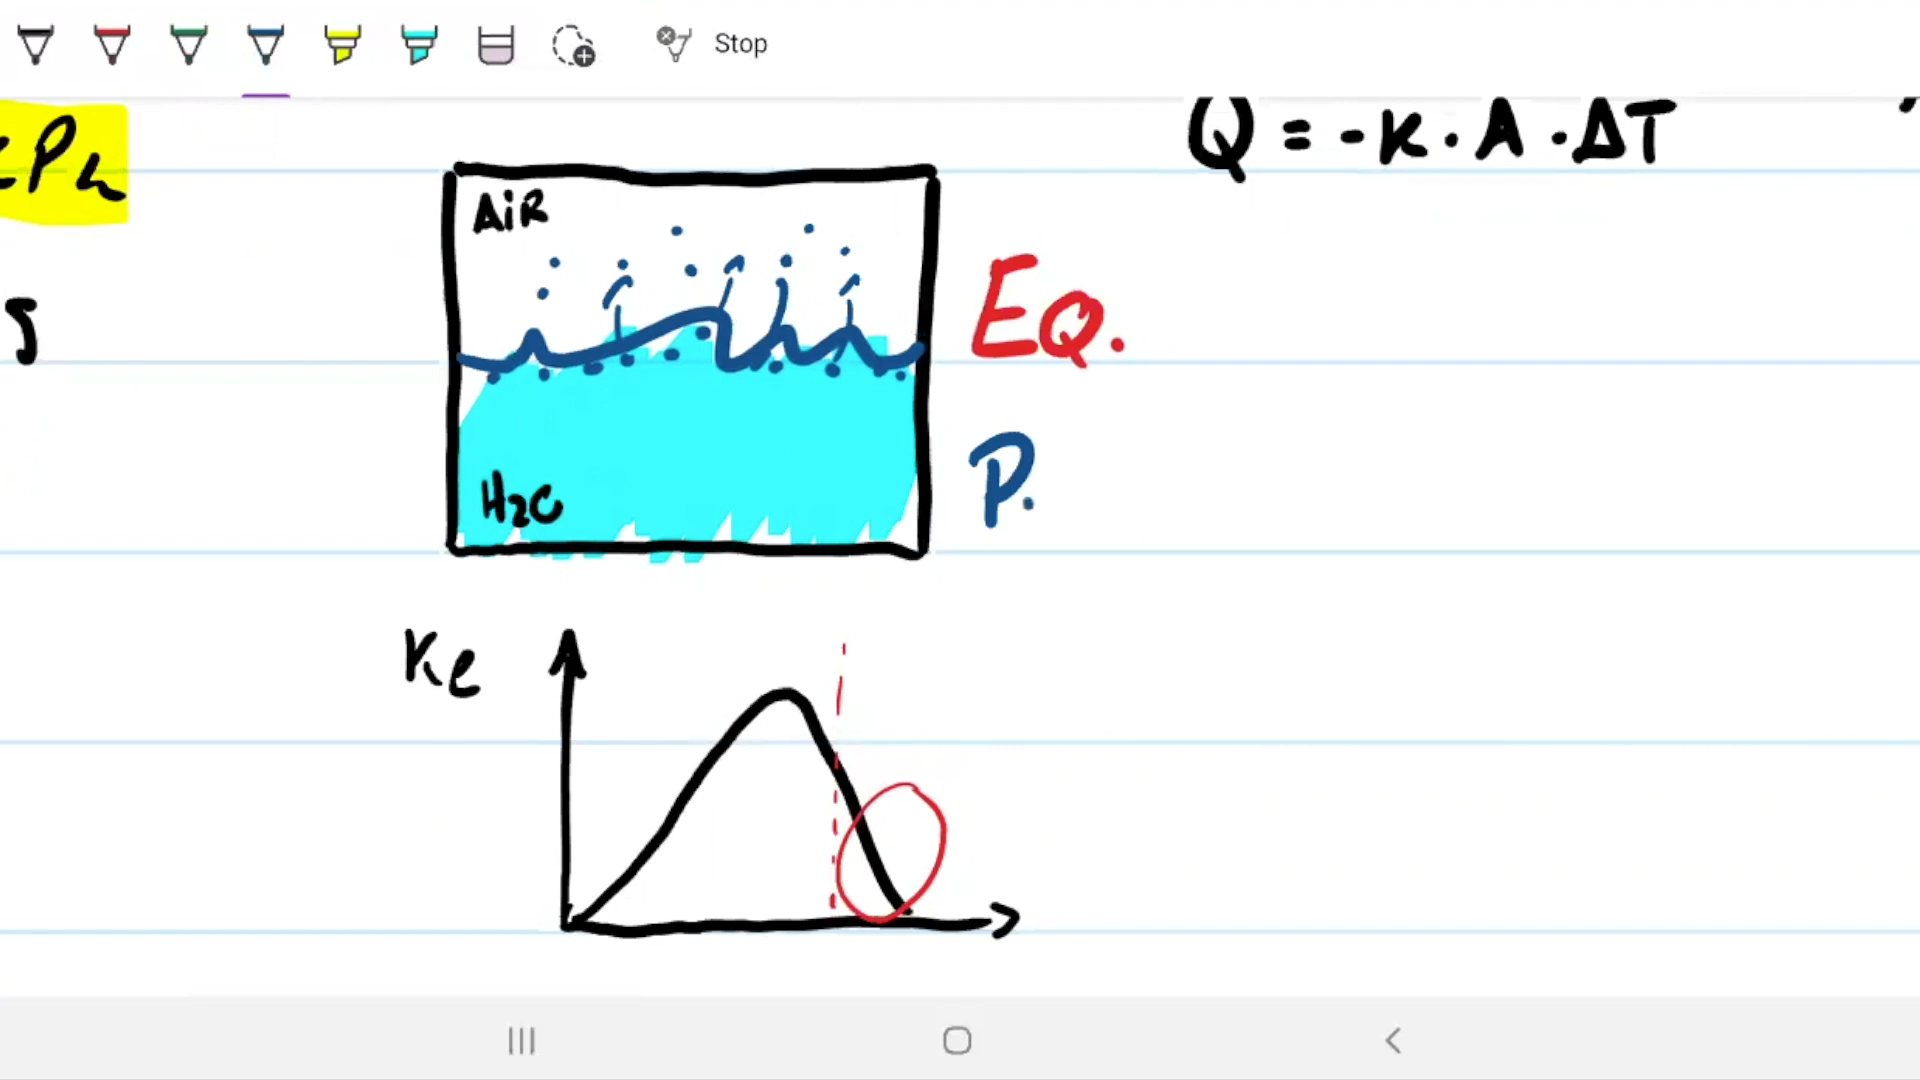 Stop
Q = -K · A · ΔT
AiR
EQ.
P.
H2O
Ke